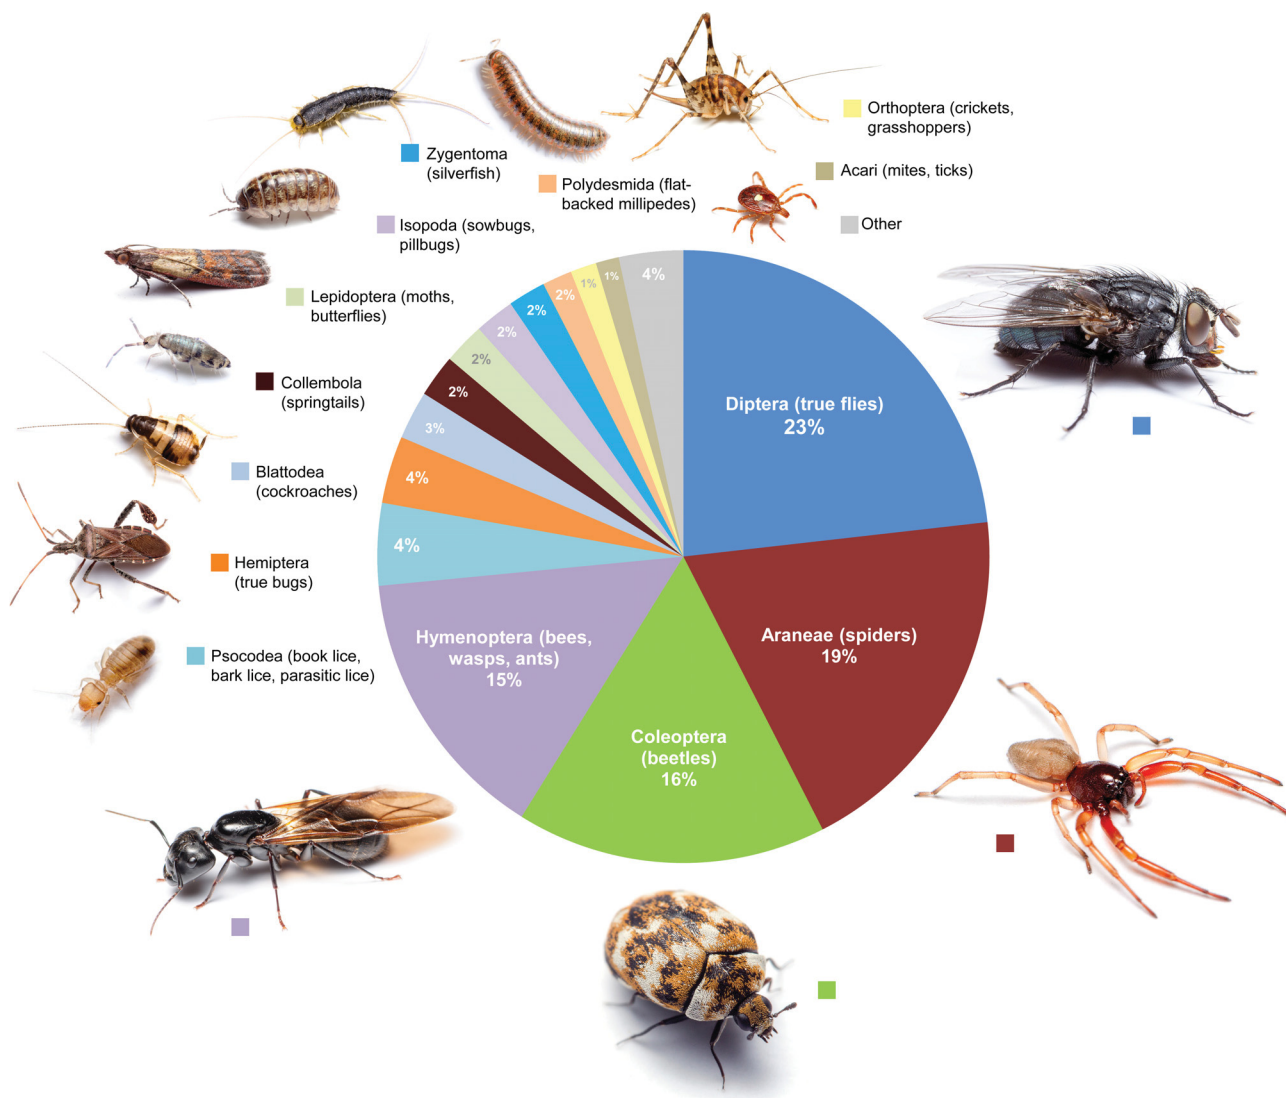 Orthoptera (crickets,
grasshoppers)
Zygentoma
(silverfish)
Acari (mites, ticks)
Polydesmida (flat-
backed millipedes)
Isopoda (sowbugs,
pillbugs)
Other
Lepidoptera (moths,
butterflies)
Collembola
(springtails)
Blattodea
(cockroaches)
Hemiptera
(true bugs)
Psocodea (book lice,
bark lice, parasitic lice)
4%
1%
1%
2%
2%
2%
2%
2%
3%
4%
4%
Diptera (true flies)
23%
Araneae (spiders)
19%
Hymenoptera (bees,
wasps, ants)
15%
Coleoptera
(beetles)
16%